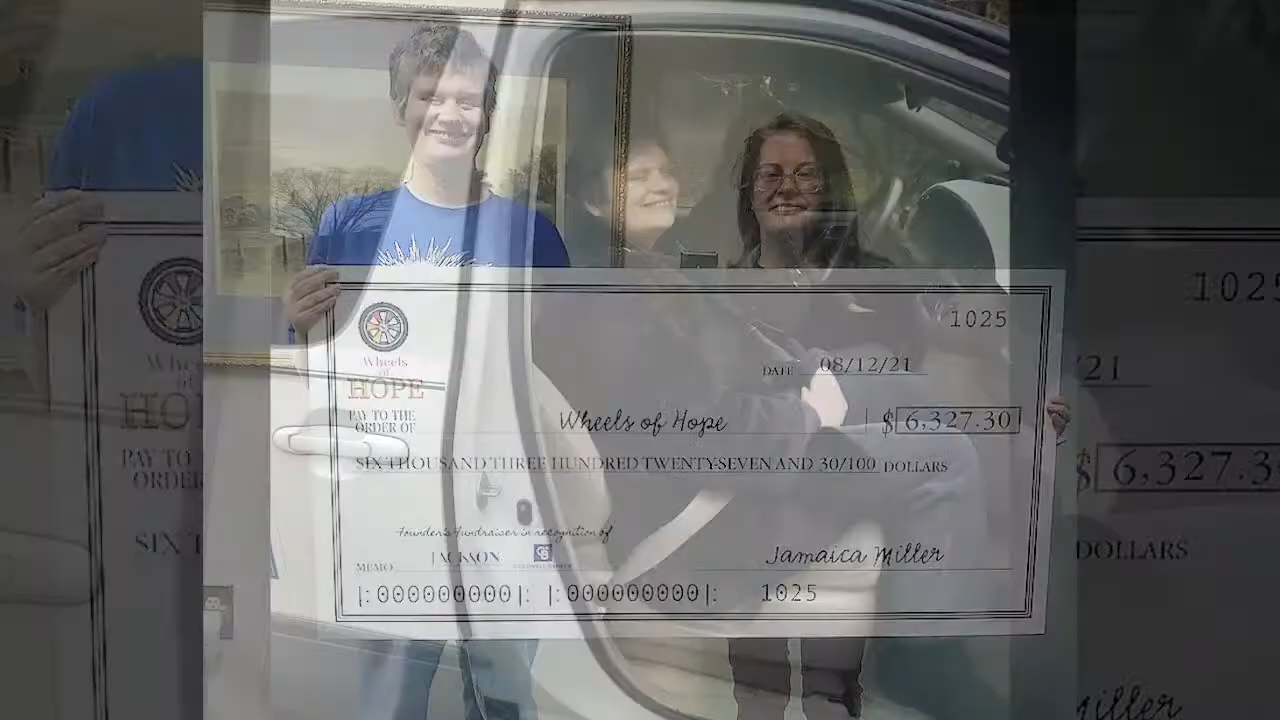 1025
Wheels
of
HOPE
DATE 08/12/21
PAY TO THE
ORDER OF
Wheels of Hope $ 6,327.30
SIX THOUSAND THREE HUNDRED TWENTY-SEVEN AND 30/100 DOLLARS
Founder's Fundraiser in recognition of
MEMO JACKSON
Jamaica Miller
|:000000000|: |:000000000|: 1025